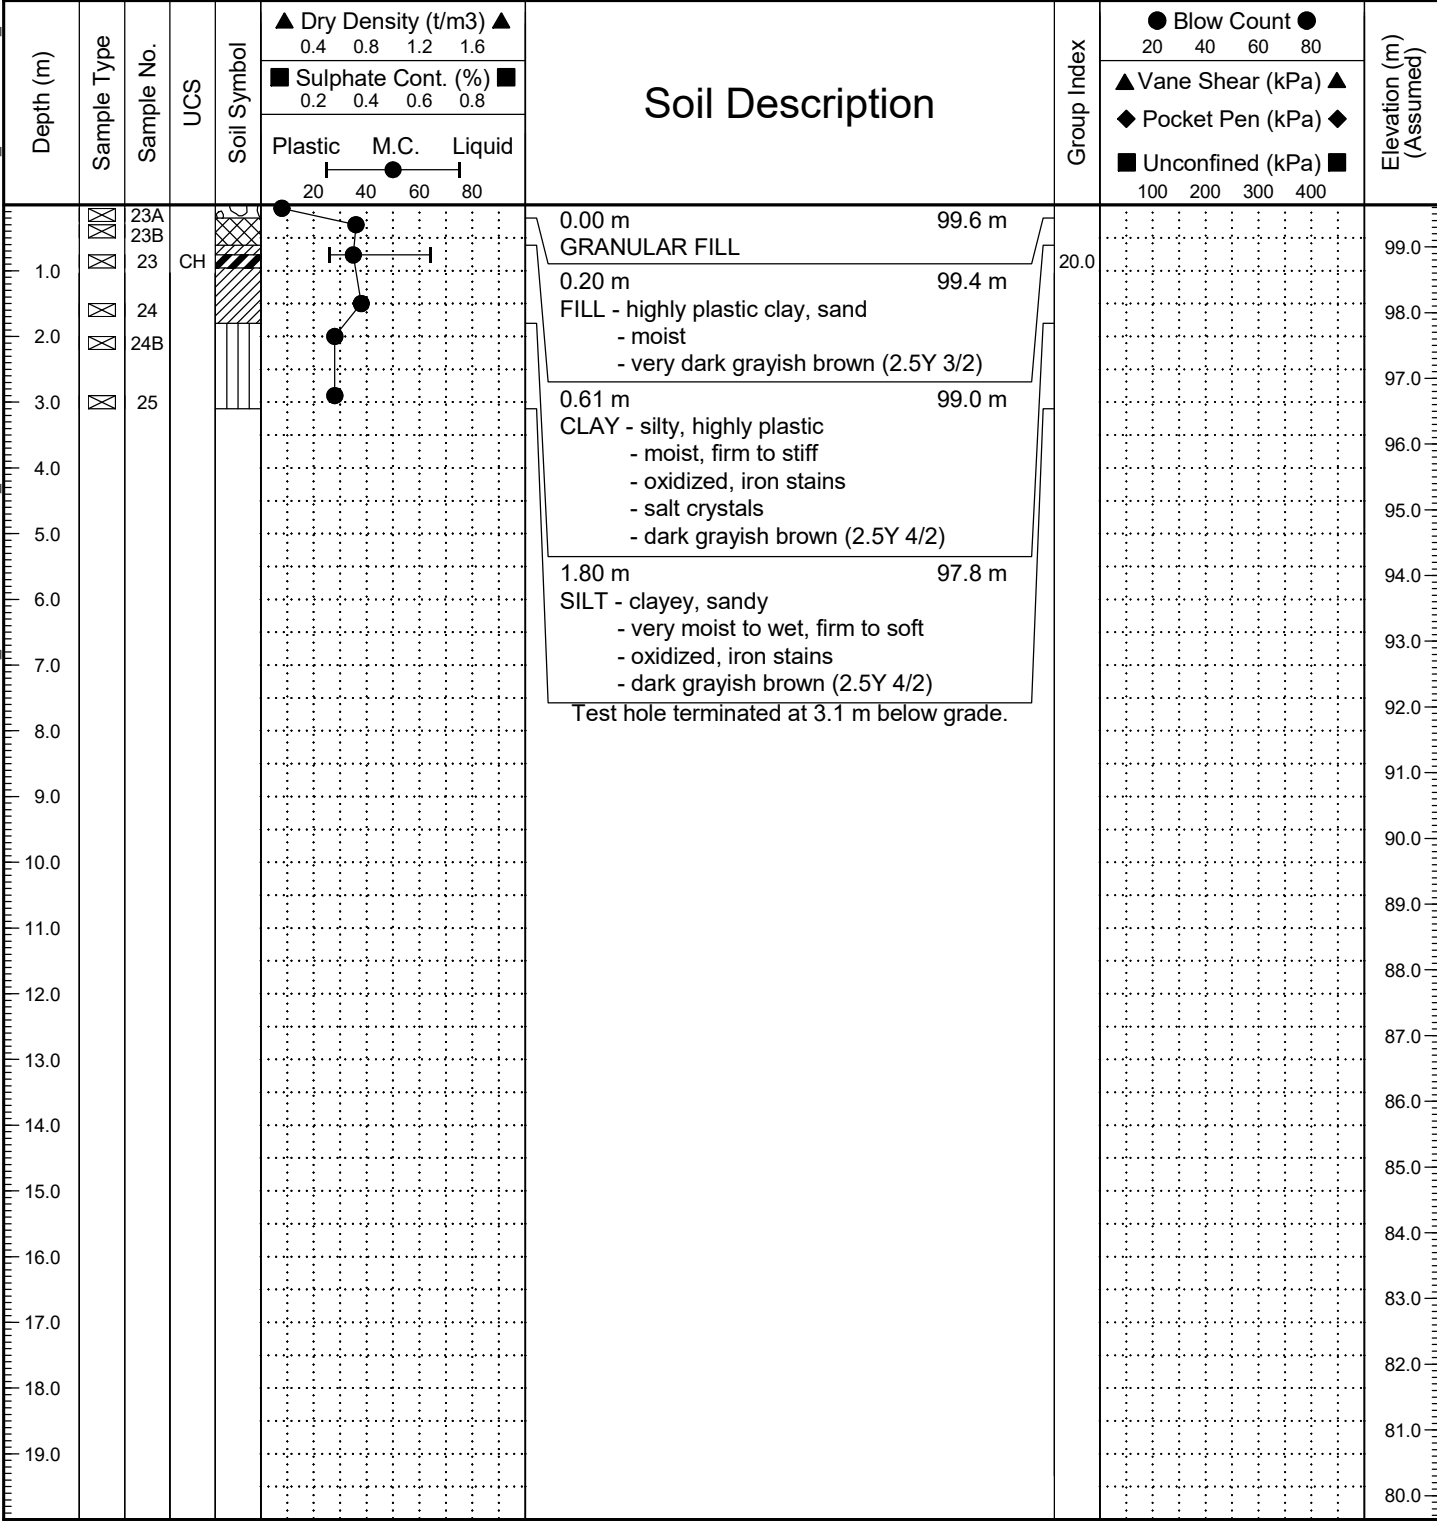 Depth (m)
Sample Type
Sample No.
UCS
Soil Symbol
▲ Dry Density (t/m3) ▲
0.4 0.8 1.2 1.6
■ Sulphate Cont. (%) ■
0.2 0.4 0.6 0.8
Plastic M.C. Liquid
20 40 60 80
Soil Description
Group Index
● Blow Count ●
20 40 60 80
▲ Vane Shear (kPa) ▲
◆ Pocket Pen (kPa) ◆
■ Unconfined (kPa) ■
100 200 300 400
Elevation (m)
(Assumed)
23A
23B
23 CH
24
24B
25
0.00 m 99.6 m
GRANULAR FILL
0.20 m 99.4 m
FILL - highly plastic clay, sand
- moist
- very dark grayish brown (2.5Y 3/2)
0.61 m 99.0 m
CLAY - silty, highly plastic
- moist, firm to stiff
- oxidized, iron stains
- salt crystals
- dark grayish brown (2.5Y 4/2)
1.80 m 97.8 m
SILT - clayey, sandy
- very moist to wet, firm to soft
- oxidized, iron stains
- dark grayish brown (2.5Y 4/2)
Test hole terminated at 3.1 m below grade.
20.0
1.0
2.0
3.0
4.0
5.0
6.0
7.0
8.0
9.0
10.0
11.0
12.0
13.0
14.0
15.0
16.0
17.0
18.0
19.0
99.0
98.0
97.0
96.0
95.0
94.0
93.0
92.0
91.0
90.0
89.0
88.0
87.0
86.0
85.0
84.0
83.0
82.0
81.0
80.0